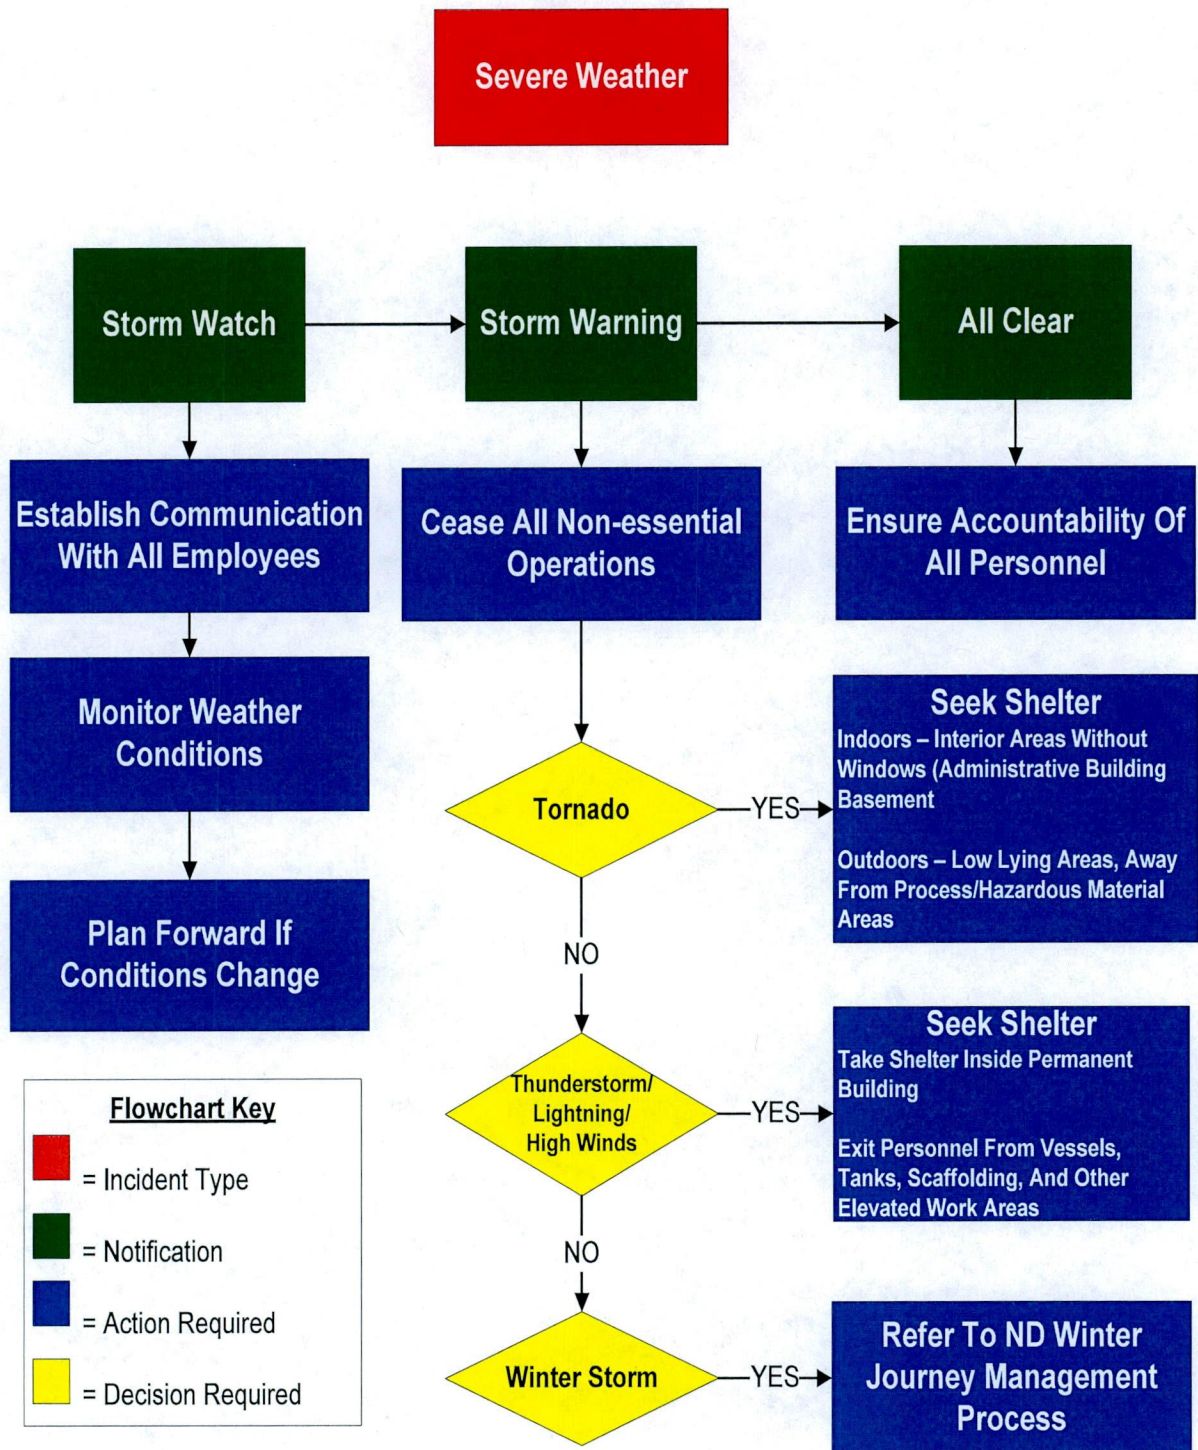 Severe Weather
Storm Watch
Storm Warning
All Clear
Establish Communication
With All Employees
Cease All Non-essential
Operations
Ensure Accountability Of
All Personnel
Monitor Weather
Conditions
Plan Forward If
Conditions Change
Tornado
YES
Seek Shelter
Indoors – Interior Areas Without
Windows (Administrative Building
Basement
Outdoors – Low Lying Areas, Away
From Process/Hazardous Material
Areas
NO
Thunderstorm/
Lightning/
High Winds
YES
Seek Shelter
Take Shelter Inside Permanent
Building
Exit Personnel From Vessels,
Tanks, Scaffolding, And Other
Elevated Work Areas
NO
Winter Storm
YES
Refer To ND Winter
Journey Management
Process
Flowchart Key
= Incident Type
= Notification
= Action Required
= Decision Required